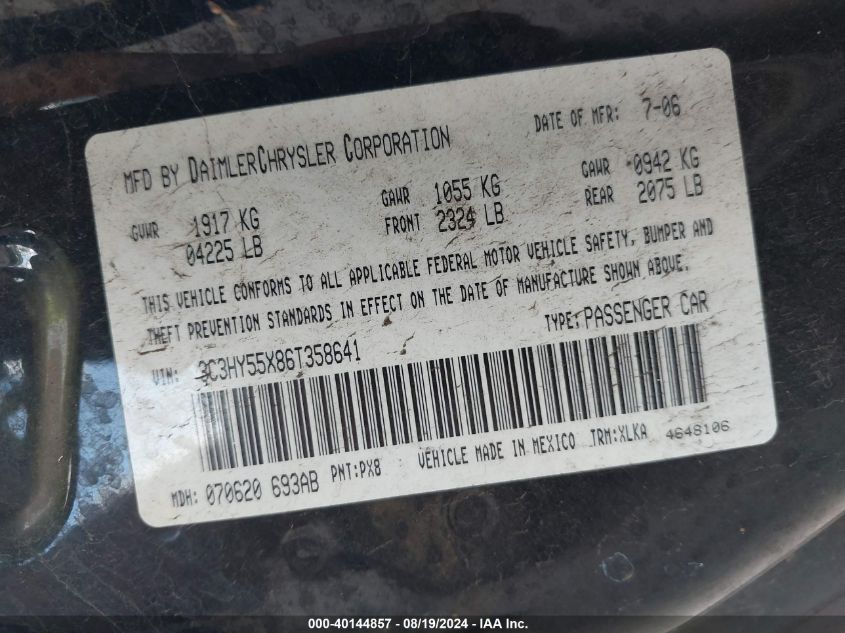 MFD BY DAIMLERCHRYSLER CORPORATION DATE OF MFR: 7-06
GVWR 1917 KG GAWR 1055 KG GAWR 0942 KG
04225 LB FRONT 2324 LB REAR 2075 LB
THIS VEHICLE CONFORMS TO ALL APPLICABLE FEDERAL MOTOR VEHICLE SAFETY, BUMPER AND
THEFT PREVENTION STANDARDS IN EFFECT ON THE DATE OF MANUFACTURE SHOWN ABOVE.
VIN: 3C3HY55X86T358641 TYPE: PASSENGER CAR
MDH: 070620 693AB PNT:PX8 VEHICLE MADE IN MEXICO TRM:XLKA 4648106
000-40144857 - 08/19/2024 - IAA Inc.